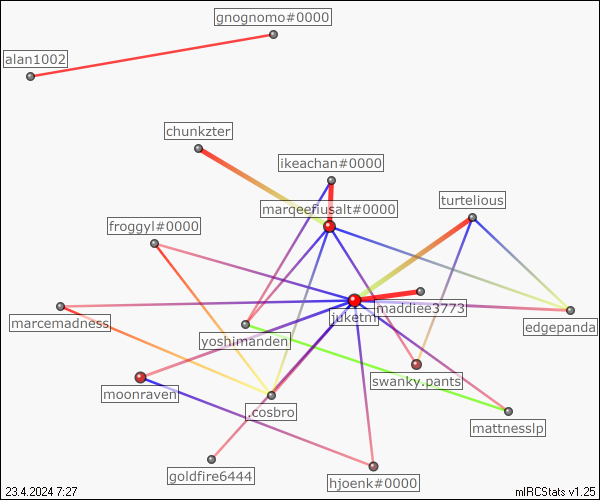 gnognomo#0000
alan1002
chunkzter
ikeachan#0000
turtelious
marqeefiusalt#0000
froggyl#0000
maddiee3773
juketmi
marcemadness
edgepanda
yoshimanden
swanky.pants
moonraven
.cosbro
mattnesslp
goldfire6444
hjoenk#0000
23.4.2024 7:27
mIRCStats v1.25